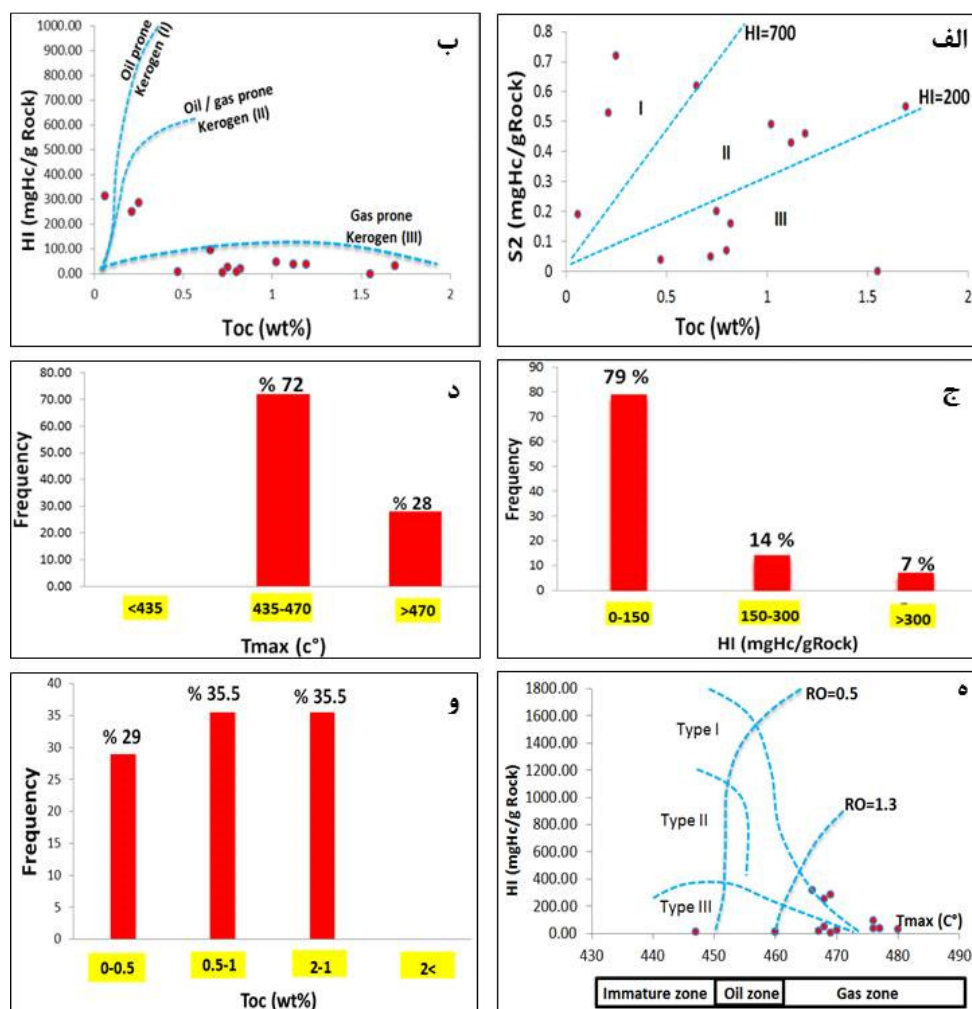 الف
S2 (mgHc/gRock)
0.8
0.7
0.6
0.5
0.4
0.3
0.2
0.1
0
HI=700
HI=200
I
II
III
0 0.5 1 1.5 2
Toc (wt%)
ب
HI (mgHc/g Rock)
1000.00
900.00
800.00
700.00
600.00
500.00
400.00
300.00
200.00
100.00
0.00
Oil prone
Kerogen (I)
Oil / gas prone
Kerogen (II)
Gas prone
Kerogen (III)
0 0.5 1 1.5 2
Toc (wt%)
ج
Frequency
90
80
70
60
50
40
30
20
10
0
79 %
14 %
7 %
0-150 150-300 >300
HI (mgHc/gRock)
د
Frequency
80.00
70.00
60.00
50.00
40.00
30.00
20.00
10.00
0.00
% 72
% 28
<435 435-470 >470
Tmax (c°)
ه
HI (mgHc/g Rock)
1800.00
1600.00
1400.00
1200.00
1000.00
800.00
600.00
400.00
200.00
0.00
RO=0.5
Type I
RO=1.3
Type II
Type III
Tmax (C°)
430 440 450 460 470 480 490
Immature zone Oil zone Gas zone
و
Frequency
40
35
30
25
20
15
10
5
0
% 29
% 35.5
% 35.5
0-0.5 0.5-1 2-1 2<
Toc (wt%)